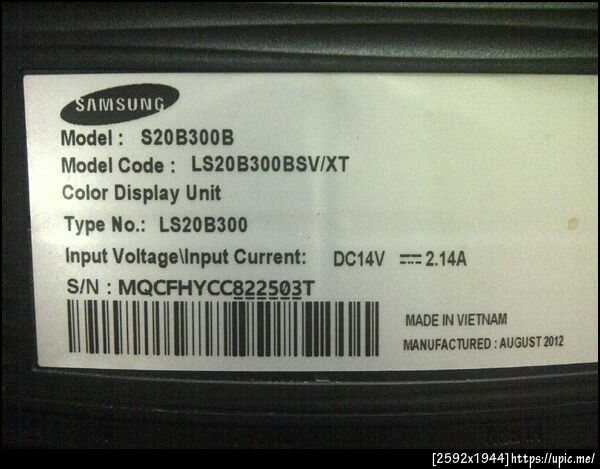 SAMSUNG
Model : S20B300B
Model Code : LS20B300BSV/XT
Color Display Unit
Type No.: LS20B300
Input Voltage\Input Current: DC14V ⎓ 2.14A
S/N : MQCFHYCC822503T
MADE IN VIETNAM
MANUFACTURED : AUGUST 2012
[2592x1944]https://upic.me/